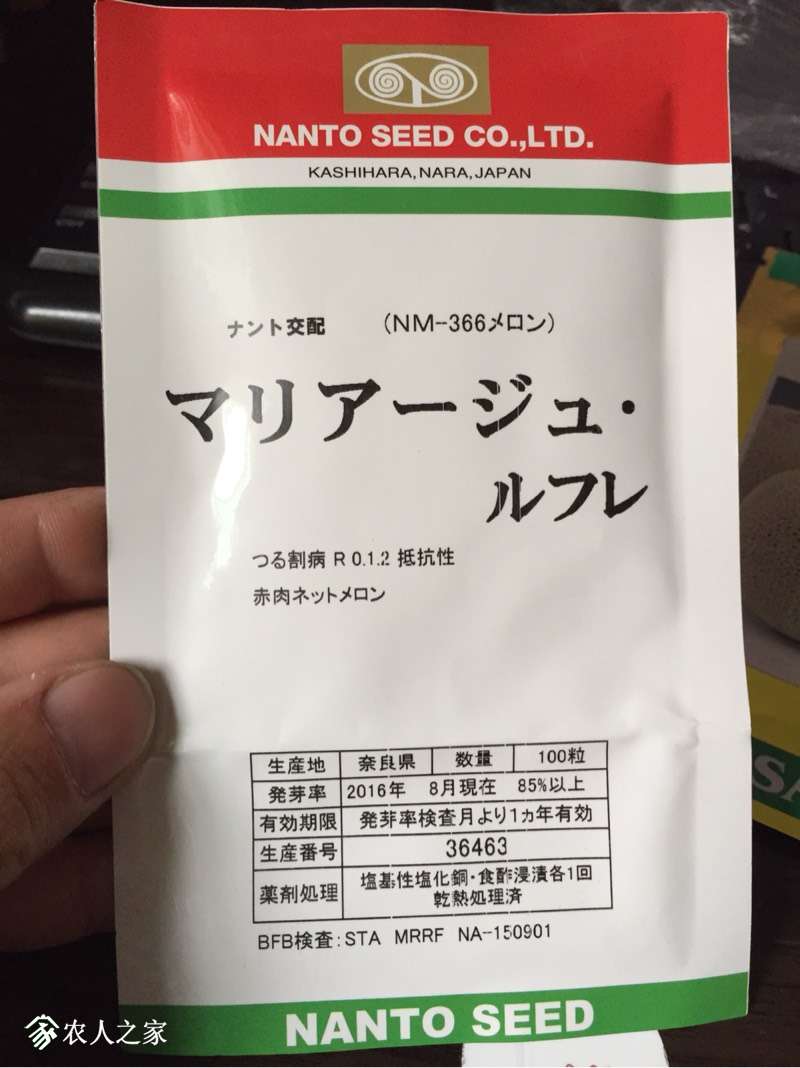 NANTO SEED CO.,LTD.
KASHIHARA,NARA,JAPAN
ナント交配 (NM-366メロン)
マリアージュ・
ルフレ
つる割病 R 0.1.2 抵抗性
赤肉ネットメロン
生産地 奈良県 数量 100粒
発芽率 2016年 8月現在 85%以上
有効期限 発芽率検査月より1ヵ年有効
生産番号 36463
薬剤処理 塩基性塩化銅・食酢浸漬各1回
乾熱処理済
BFB検査:STA MRRF NA-150901
NANTO SEED
农人之家
SA